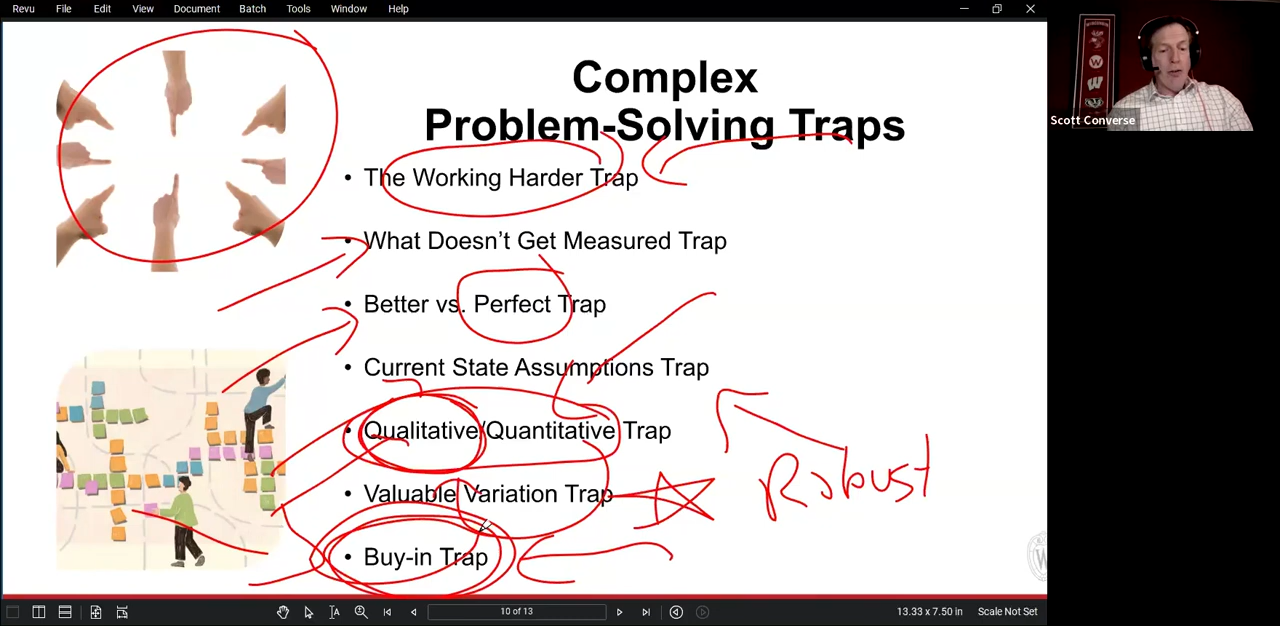 Revu File Edit View Document Batch Tools Window Help
Complex
Problem-Solving Traps
• The Working Harder Trap
• What Doesn't Get Measured Trap
• Better vs. Perfect Trap
• Current State Assumptions Trap
• Qualitative/Quantitative Trap
• Valuable Variation Trap
• Buy-in Trap
Robust
Scott Converse
10 of 13
13.33 x 7.50 in Scale Not Set